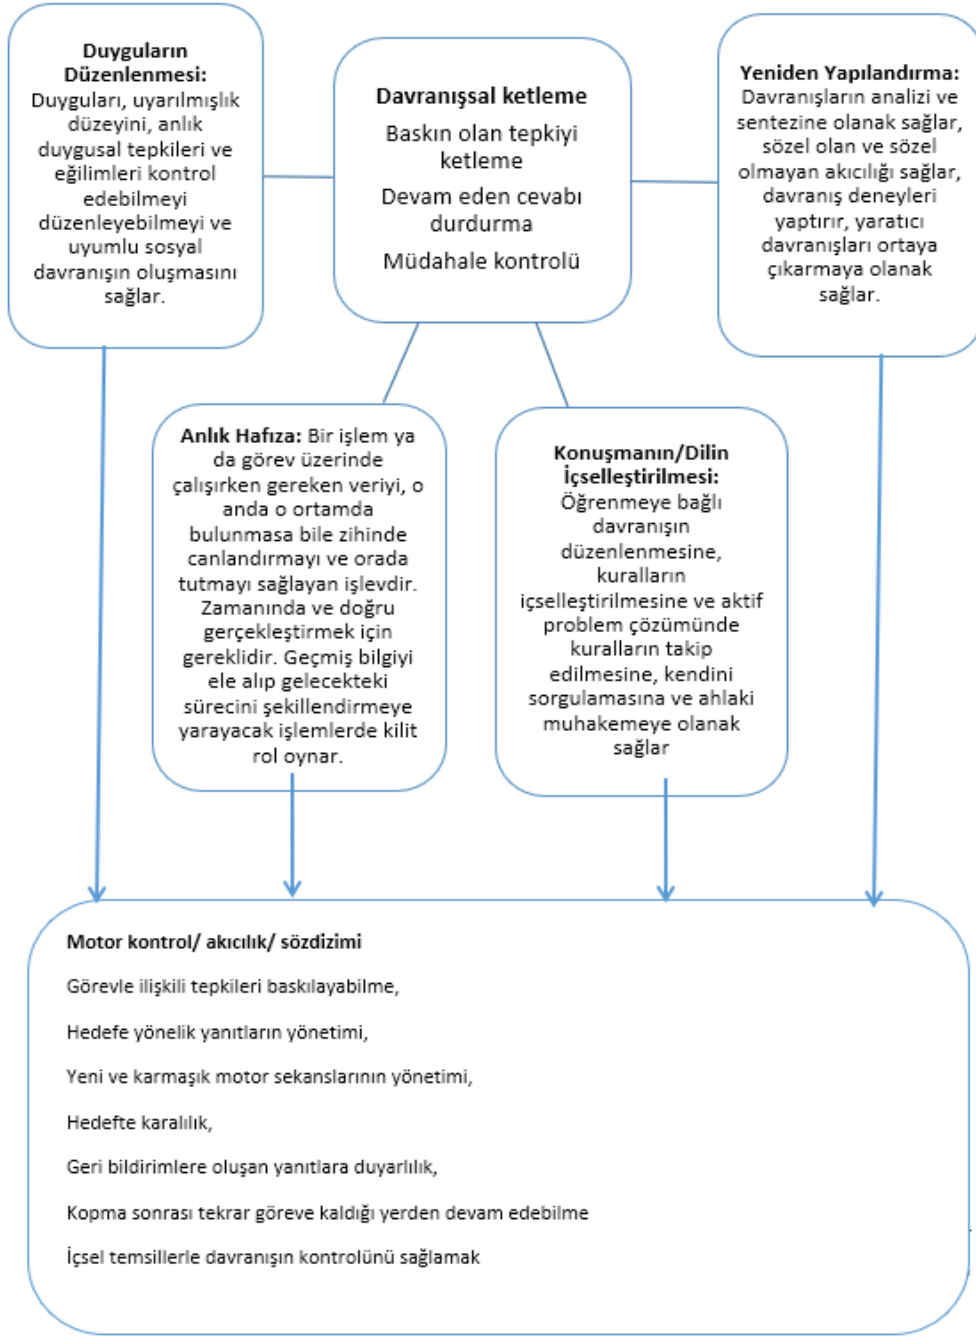 Duyguların
Düzenlenmesi:
Duyguları, uyarılmışlık
düzeyini, anlık
duygusal tepkileri ve
eğilimleri kontrol
edebilmeyi
düzenleyebilmeyi ve
uyumlu sosyal
davranışın oluşmasını
sağlar.
Davranışsal ketleme
Baskın olan tepkiyi
ketleme
Devam eden cevabı
durdurma
Müdahale kontrolü
Yeniden Yapılandırma:
Davranışların analizi ve
sentezine olanak sağlar,
sözel olan ve sözel
olmayan akıcılığı sağlar,
davranış deneyleri
yaptırır, yaratıcı
davranışları ortaya
çıkarmaya olanak
sağlar.
Anlık Hafıza: Bir işlem ya
da görev üzerinde
çalışırken gereken veriyi, o
anda o ortamda
bulunmasa bile zihinde
canlandırmayı ve orada
tutmayı sağlayan işlevdir.
Zamanında ve doğru
gerçekleştirmek için
gereklidir. Geçmiş bilgiyi
ele alıp gelecekteki
sürecini şekillendirmeye
yarayacak işlemlerde kilit
rol oynar.
Konuşmanın/Dilin
İçselleştirilmesi:
Öğrenmeye bağlı
davranışın
düzenlenmesine,
kuralların
içselleştirilmesine ve aktif
problem çözümünde
kuralların takip
edilmesine, kendini
sorgulamasına ve ahlaki
muhakemeye olanak
sağlar
Motor kontrol/ akıcılık/ sözdizimi
Görevle ilişkili tepkileri baskılayabilme,
Hedefe yönelik yanıtların yönetimi,
Yeni ve karmaşık motor sekanslarının yönetimi,
Hedefte karalılık,
Geri bildirimlere oluşan yanıtlara duyarlılık,
Kopma sonrası tekrar göreve kaldığı yerden devam edebilme
İçsel temsillerle davranışın kontrolünü sağlamak